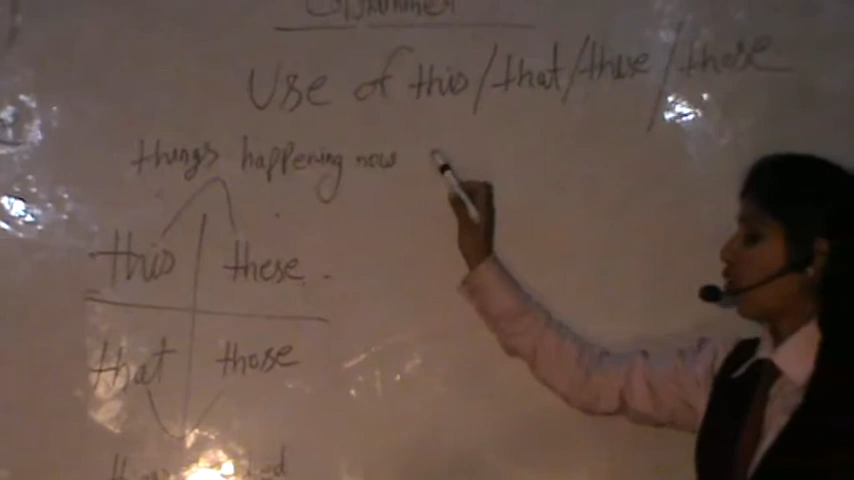 Use of this/that/these/those
things happening now
this these
that those